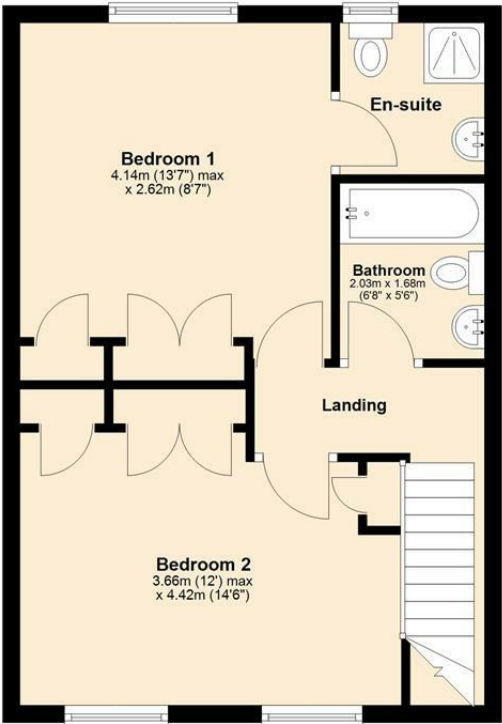 Bedroom 1
4.14m (13'7") max
x 2.62m (8'7")
En-suite
Bathroom
2.03m x 1.68m
(6'8" x 5'6")
Landing
Bedroom 2
3.66m (12') max
x 4.42m (14'6")